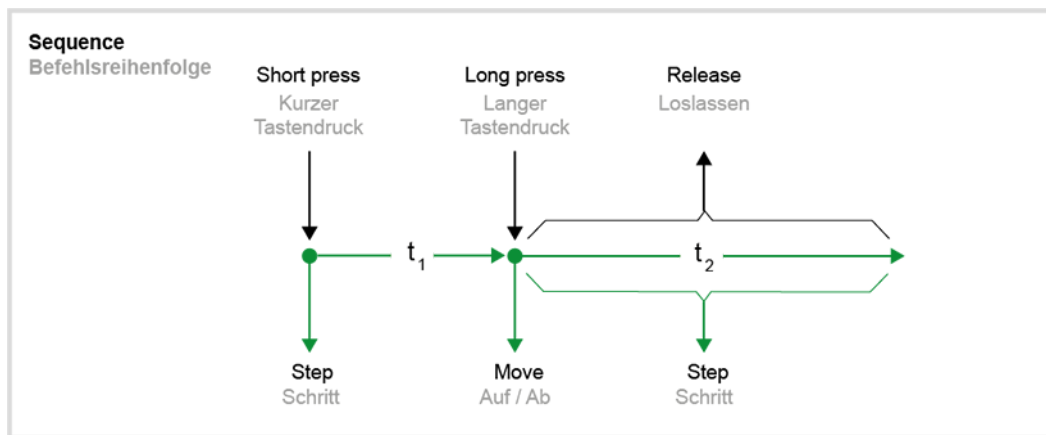 Sequence
Befehlsreihenfolge
Short press
Kurzer
Tastendruck
Long press
Langer
Tastendruck
Release
Loslassen
t₁
t₂
Step
Schritt
Move
Auf / Ab
Step
Schritt